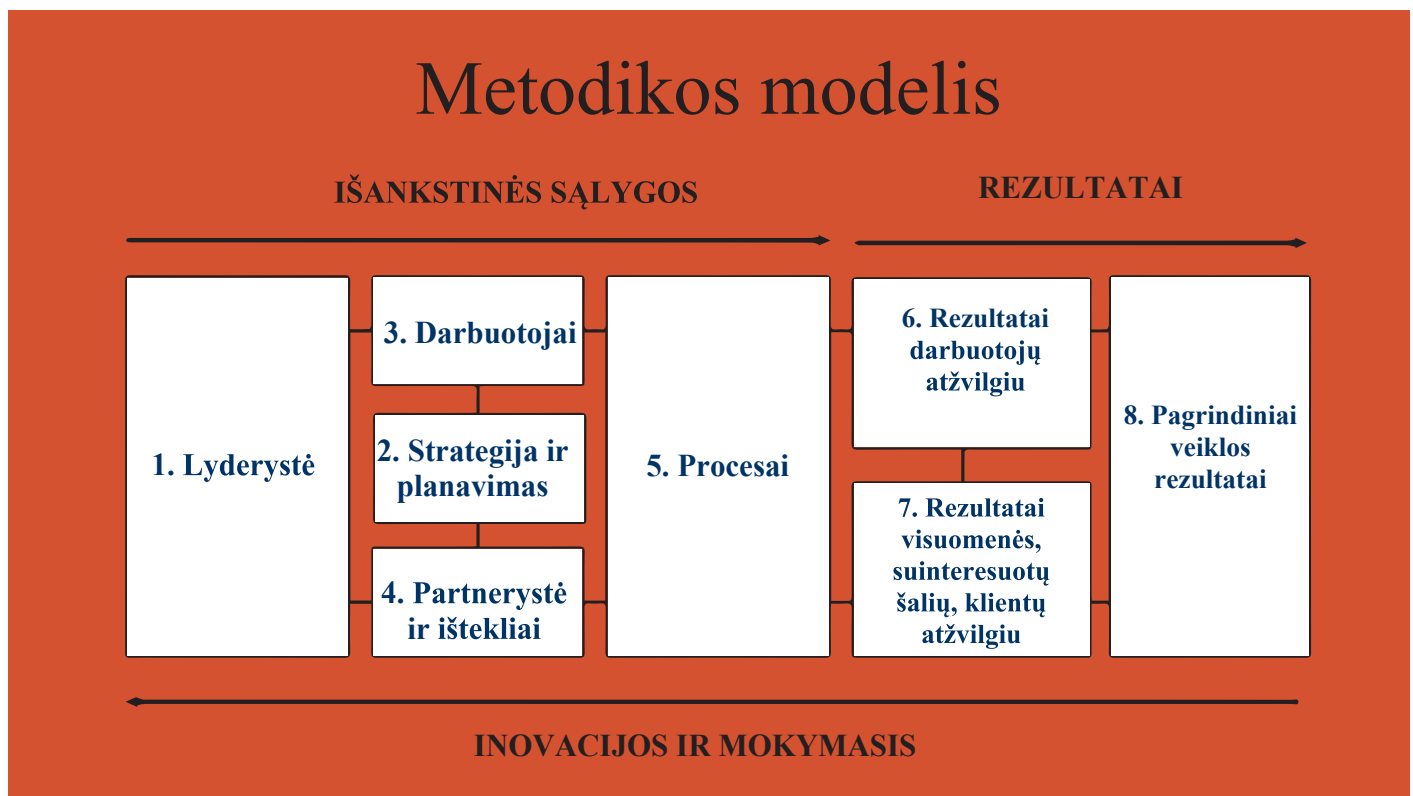 Metodikos modelis
IŠANKSTINĖS SĄLYGOS
REZULTATAI
1. Lyderystė
3. Darbuotojai
2. Strategija ir
planavimas
4. Partnerystė
ir ištekliai
5. Procesai
6. Rezultatai
darbuotojų
atžvilgiu
7. Rezultatai
visuomenės,
suinteresuotų
šalių, klientų
atžvilgiu
8. Pagrindiniai
veiklos
rezultatai
INOVACIJOS IR MOKYMASIS